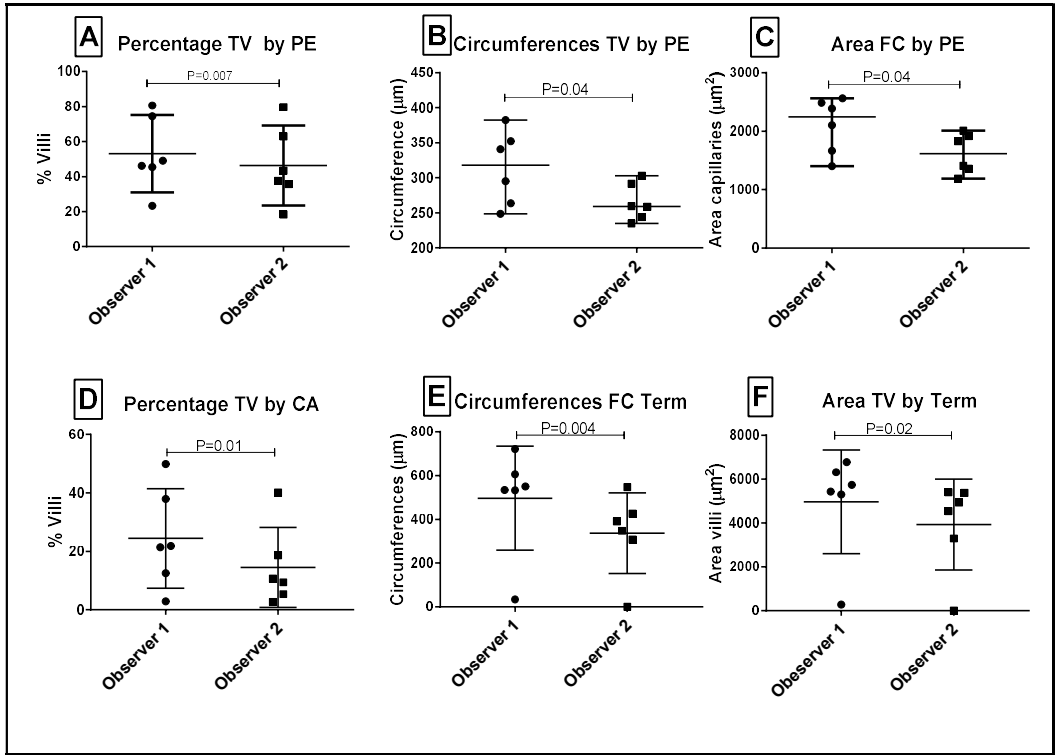 A Percentage TV by PE
P=0.007
100
80
60
40
20
0
% Villi
Observer 1
Observer 2
B Circumferences TV by PE
P=0.04
450
400
350
300
250
200
Circumference (µm)
Observer 1
Observer 2
C Area FC by PE
P=0.04
3000
2000
1000
0
Area capillaries (µm²)
Observer 1
Observer 2
D Percentage TV by CA
P=0.01
60
40
20
0
% Villi
Observer 1
Observer 2
E Circumferences FC Term
P=0.004
800
600
400
200
0
Circumferences (µm)
Observer 1
Observer 2
F Area TV by Term
P=0.02
8000
6000
4000
2000
0
Area villi (µm²)
Obeserver 1
Observer 2